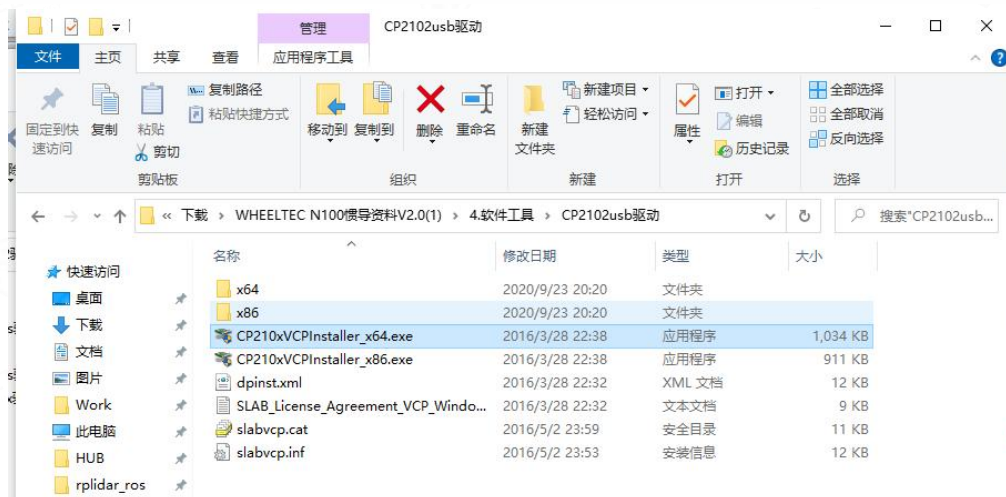 管理
CP2102usb驱动
文件
主页
共享
查看
应用程序工具
固定到快
速访问
复制
粘贴
复制路径
粘贴快捷方式
剪切
剪贴板
移动到
复制到
删除
重命名
组织
新建
文件夹
新建项目
轻松访问
新建
属性
打开
编辑
历史记录
打开
全部选择
全部取消
反向选择
选择
« 下载 › WHEELTEC N100惯导资料V2.0(1) › 4.软件工具 › CP2102usb驱动
搜索"CP2102usb...
名称 修改日期 类型 大小
快速访问
桌面
下载
文档
图片
Work
此电脑
HUB
rplidar_ros
x64 2020/9/23 20:20 文件夹
x86 2020/9/23 20:20 文件夹
CP210xVCPInstaller_x64.exe 2016/3/28 22:38 应用程序 1,034 KB
CP210xVCPInstaller_x86.exe 2016/3/28 22:38 应用程序 911 KB
dpinst.xml 2016/3/28 22:32 XML 文档 12 KB
SLAB_License_Agreement_VCP_Windo... 2016/3/28 22:32 文本文档 9 KB
slabvcp.cat 2016/5/2 23:59 安全目录 11 KB
slabvcp.inf 2016/5/2 23:53 安装信息 12 KB